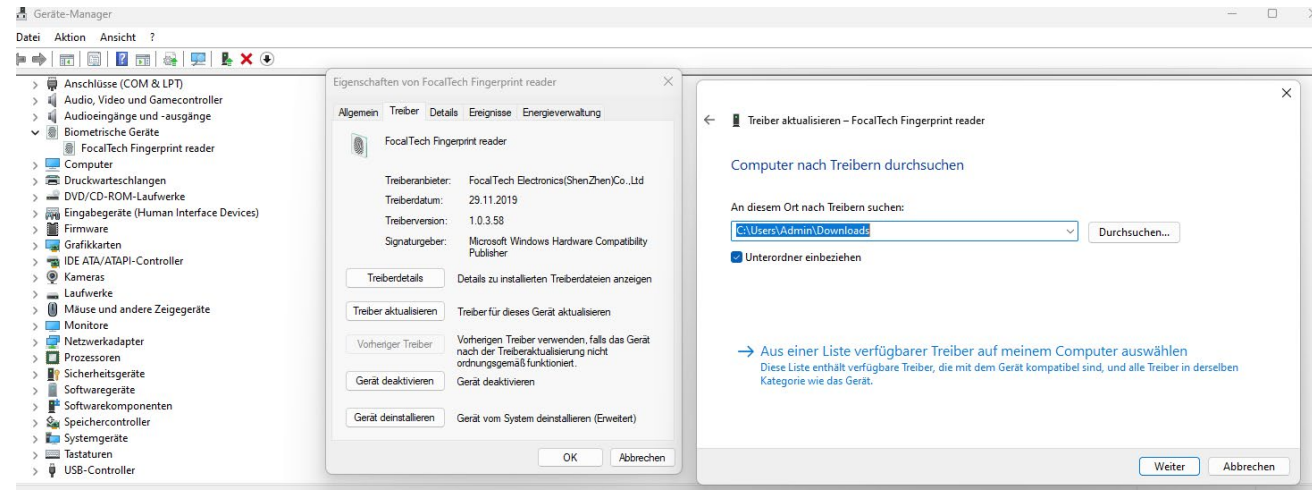 Geräte-Manager
Datei Aktion Ansicht ?
Anschlüsse (COM & LPT)
Audio, Video und Gamecontroller
Audioeingänge und -ausgänge
Biometrische Geräte
FocalTech Fingerprint reader
Computer
Druckwarteschlangen
DVD/CD-ROM-Laufwerke
Eingabegeräte (Human Interface Devices)
Firmware
Grafikkarten
IDE ATA/ATAPI-Controller
Kameras
Laufwerke
Mäuse und andere Zeigegeräte
Monitore
Netzwerkadapter
Prozessoren
Sicherheitsgeräte
Softwaregeräte
Softwarekomponenten
Speichercontroller
Systemgeräte
Tastaturen
USB-Controller
Eigenschaften von FocalTech Fingerprint reader
Allgemein Treiber Details Ereignisse Energieverwaltung
FocalTech Fingerprint reader
Treiberanbieter: FocalTech Electronics(ShenZhen)Co.,Ltd
Treiberdatum: 29.11.2019
Treiberversion: 1.0.3.58
Signaturgeber: Microsoft Windows Hardware Compatibility
Publisher
Treiberdetails Details zu installierten Treiberdateien anzeigen
Treiber aktualisieren Treiber für dieses Gerät aktualisieren
Vorheriger Treiber Vorherigen Treiber verwenden, falls das Gerät
nach der Treiberaktualisierung nicht
ordnungsgemäß funktioniert.
Gerät deaktivieren Gerät deaktivieren
Gerät deinstallieren Gerät vom System deinstallieren (Erweitert)
OK Abbrechen
Treiber aktualisieren – FocalTech Fingerprint reader
Computer nach Treibern durchsuchen
An diesem Ort nach Treibern suchen:
C:\Users\Admin\Downloads Durchsuchen...
Unterordner einbeziehen
Aus einer Liste verfügbarer Treiber auf meinem Computer auswählen
Diese Liste enthält verfügbare Treiber, die mit dem Gerät kompatibel sind, und alle Treiber in derselben
Kategorie wie das Gerät.
Weiter Abbrechen